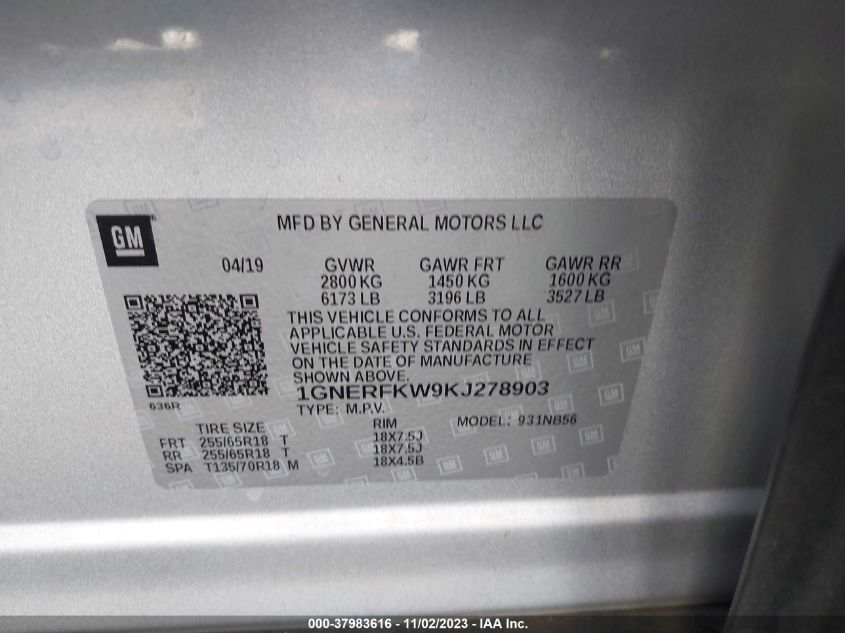 GM
MFD BY GENERAL MOTORS LLC
04/19 GVWR GAWR FRT GAWR RR
2800 KG 1450 KG 1600 KG
6173 LB 3196 LB 3527 LB
THIS VEHICLE CONFORMS TO ALL
APPLICABLE U.S. FEDERAL MOTOR
VEHICLE SAFETY STANDARDS IN EFFECT
ON THE DATE OF MANUFACTURE
SHOWN ABOVE.
1GNERFKW9KJ278903
636R
TYPE: M.P.V. MODEL: 931NB56
TIRE SIZE RIM
FRT 255/65R18 T 18X7.5J
RR 255/65R18 T 18X7.5J
SPA T135/70R18 M 18X4.5B
000-37983616 - 11/02/2023 - IAA Inc.